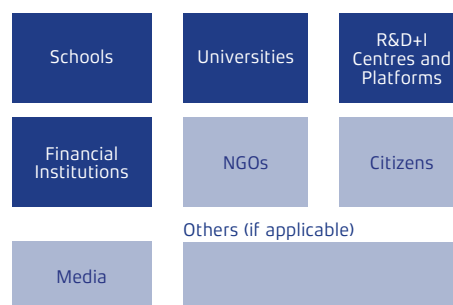 Schools
Universities
R&D+I
Centres and
Platforms
Financial
Institutions
NGOs
Citizens
Others (if applicable)
Media